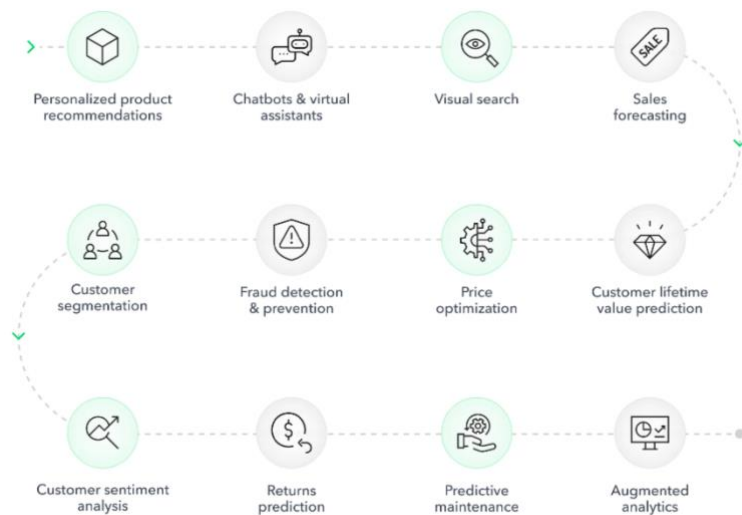 SALE
Personalized product
recommendations
Chatbots & virtual
assistants
Visual search
Sales
forecasting
Customer
segmentation
Fraud detection
& prevention
Price
optimization
Customer lifetime
value prediction
$
Customer sentiment
analysis
Returns
prediction
Predictive
maintenance
Augmented
analytics